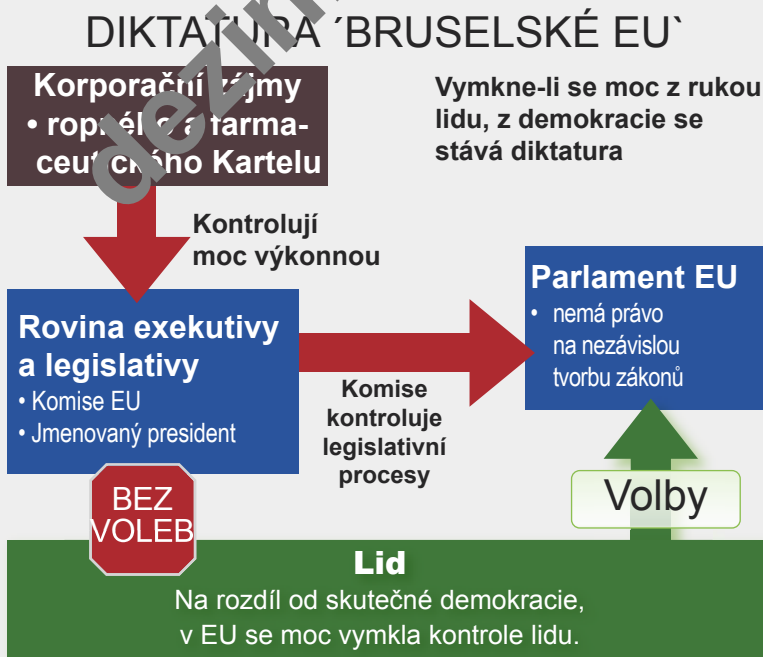 DIKTATURA ´BRUSELSKÉ EU`
Korporační zájmy
• ropného a farma-
ceutického Kartelu
Vymkne-li se moc z rukou
lidu, z demokracie se
stává diktatura
Kontrolují
moc výkonnou
Rovina exekutivy
a legislativy
• Komise EU
• Jmenovaný president
Komise
kontroluje
legislativní
procesy
Parlament EU
• nemá právo
na nezávislou
tvorbu zákonů
BEZ
VOLEB
Volby
Lid
Na rozdíl od skutečné demokracie,
v EU se moc vymkla kontrole lidu.